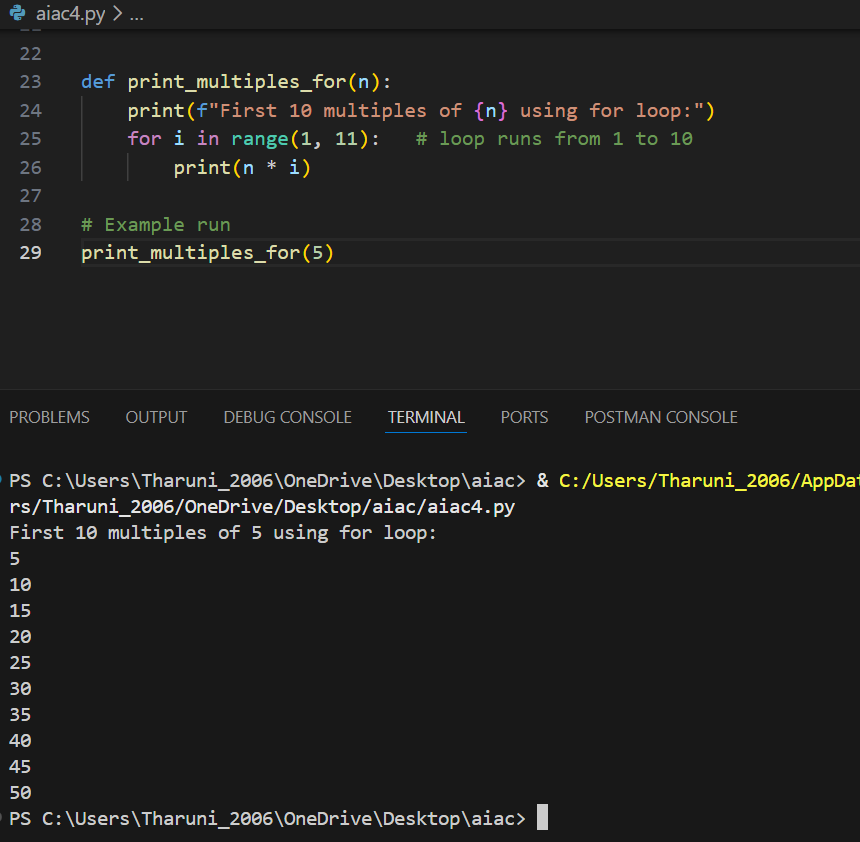 aiac4.py > ...
22
23 def print_multiples_for(n):
24     print(f"First 10 multiples of {n} using for loop:")
25     for i in range(1, 11):   # loop runs from 1 to 10
26         print(n * i)
27
28 # Example run
29 print_multiples_for(5)
PROBLEMS OUTPUT DEBUG CONSOLE TERMINAL PORTS POSTMAN CONSOLE
PS C:\Users\Tharuni_2006\OneDrive\Desktop\aiac> & C:/Users/Tharuni_2006/AppDat
rs/Tharuni_2006/OneDrive/Desktop/aiac/aiac4.py
First 10 multiples of 5 using for loop:
5
10
15
20
25
30
35
40
45
50
PS C:\Users\Tharuni_2006\OneDrive\Desktop\aiac>